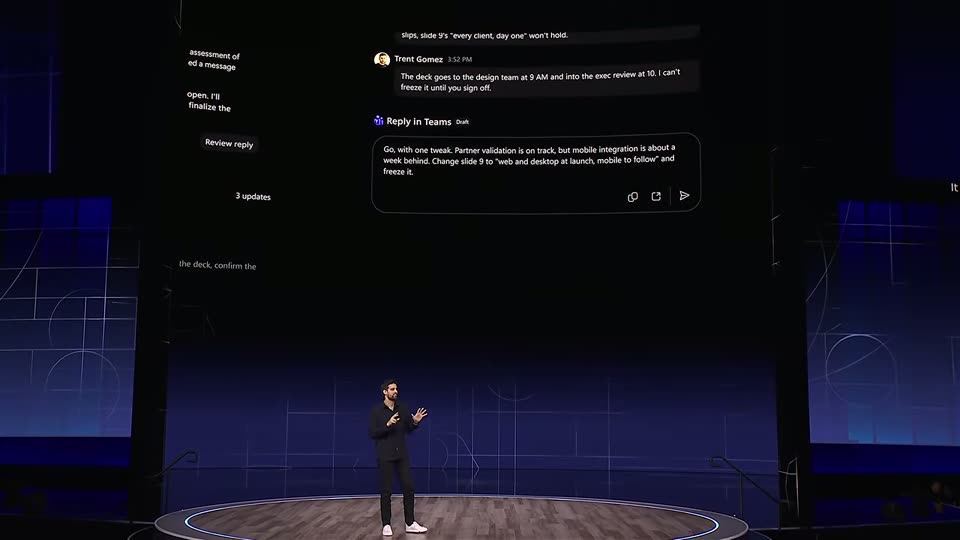 slips, slide 9's "every client, day one" won't hold.
assessment of
ed a message
Trent Gomez 3:52 PM
The deck goes to the design team at 9 AM and into the exec review at 10. I can't
freeze it until you sign off.
open. I'll
finalize the
Reply in Teams Draft
Review reply
Go, with one tweak. Partner validation is on track, but mobile integration is about a
week behind. Change slide 9 to "web and desktop at launch, mobile to follow" and
freeze it.
3 updates
It
the deck, confirm the